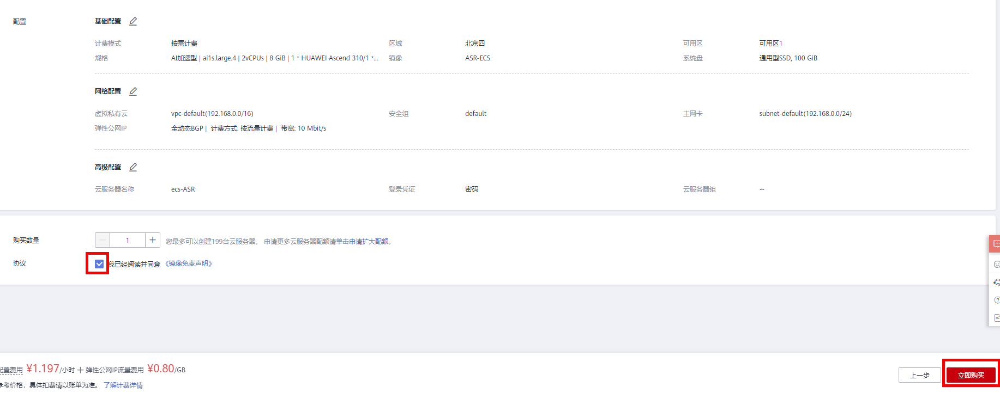 配置
基础配置
计费模式 按需计费 区域 北京四 可用区 可用区1
规格 AI加速型 | ai1s.large.4 | 2vCPUs | 8 GiB | 1 * HUAWEI Ascend 310/1 *... 镜像 ASR-ECS 系统盘 通用型SSD, 100 GiB
网络配置
虚拟私有云 vpc-default(192.168.0.0/16) 安全组 default 主网卡 subnet-default(192.168.0.0/24)
弹性公网IP 全动态BGP | 计费方式: 按流量计费 | 带宽: 10 Mbit/s
高级配置
云服务器名称 ecs-ASR 登录凭证 密码 云服务器组 --
购买数量 1 您最多可以创建199台云服务器。 申请更多云服务器配额请单击申请扩大配额。
协议 我已经阅读并同意 《镜像免责声明》
配置费用 ¥1.197/小时 + 弹性公网IP流量费用 ¥0.80/GB
参考价格，具体扣费请以账单为准。 了解计费详情
上一步 立即购买